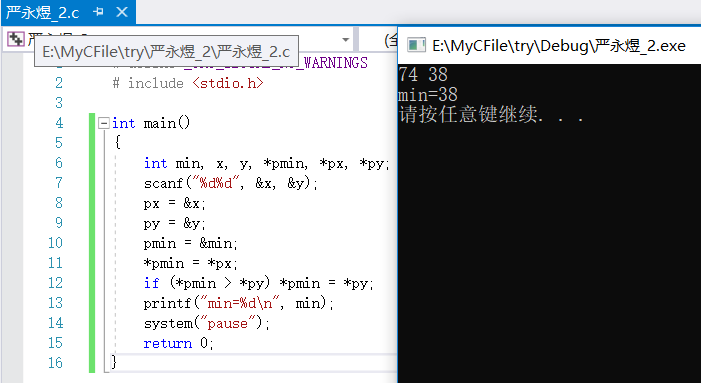 严永煜_2.c
E:\MyCFile\try\严永煜_2\严永煜_2.c
(全
WARNINGS
2 # include <stdio.h>
3
4 int main()
5 {
6 int min, x, y, *pmin, *px, *py;
7 scanf("%d%d", &x, &y);
8 px = &x;
9 py = &y;
10 pmin = &min;
11 *pmin = *px;
12 if (*pmin > *py) *pmin = *py;
13 printf("min=%d\n", min);
14 system("pause");
15 return 0;
16 }
E:\MyCFile\try\Debug\严永煜_2.exe
74 38
min=38
请按任意键继续. . .